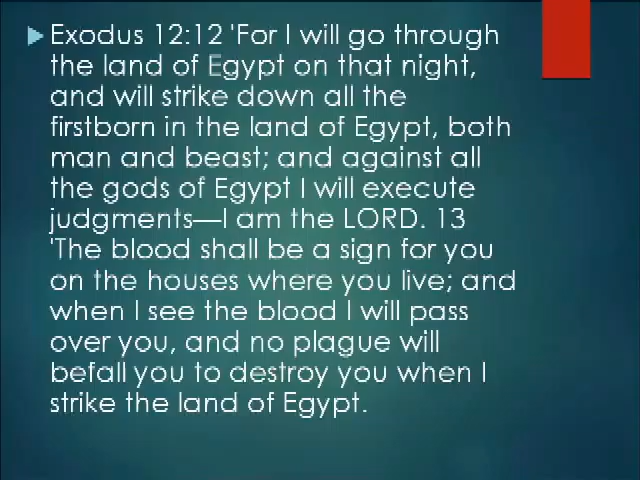 Exodus 12:12 'For I will go through
the land of Egypt on that night,
and will strike down all the
firstborn in the land of Egypt, both
man and beast; and against all
the gods of Egypt I will execute
judgments—I am the LORD. 13
'The blood shall be a sign for you
on the houses where you live; and
when I see the blood I will pass
over you, and no plague will
befall you to destroy you when I
strike the land of Egypt.